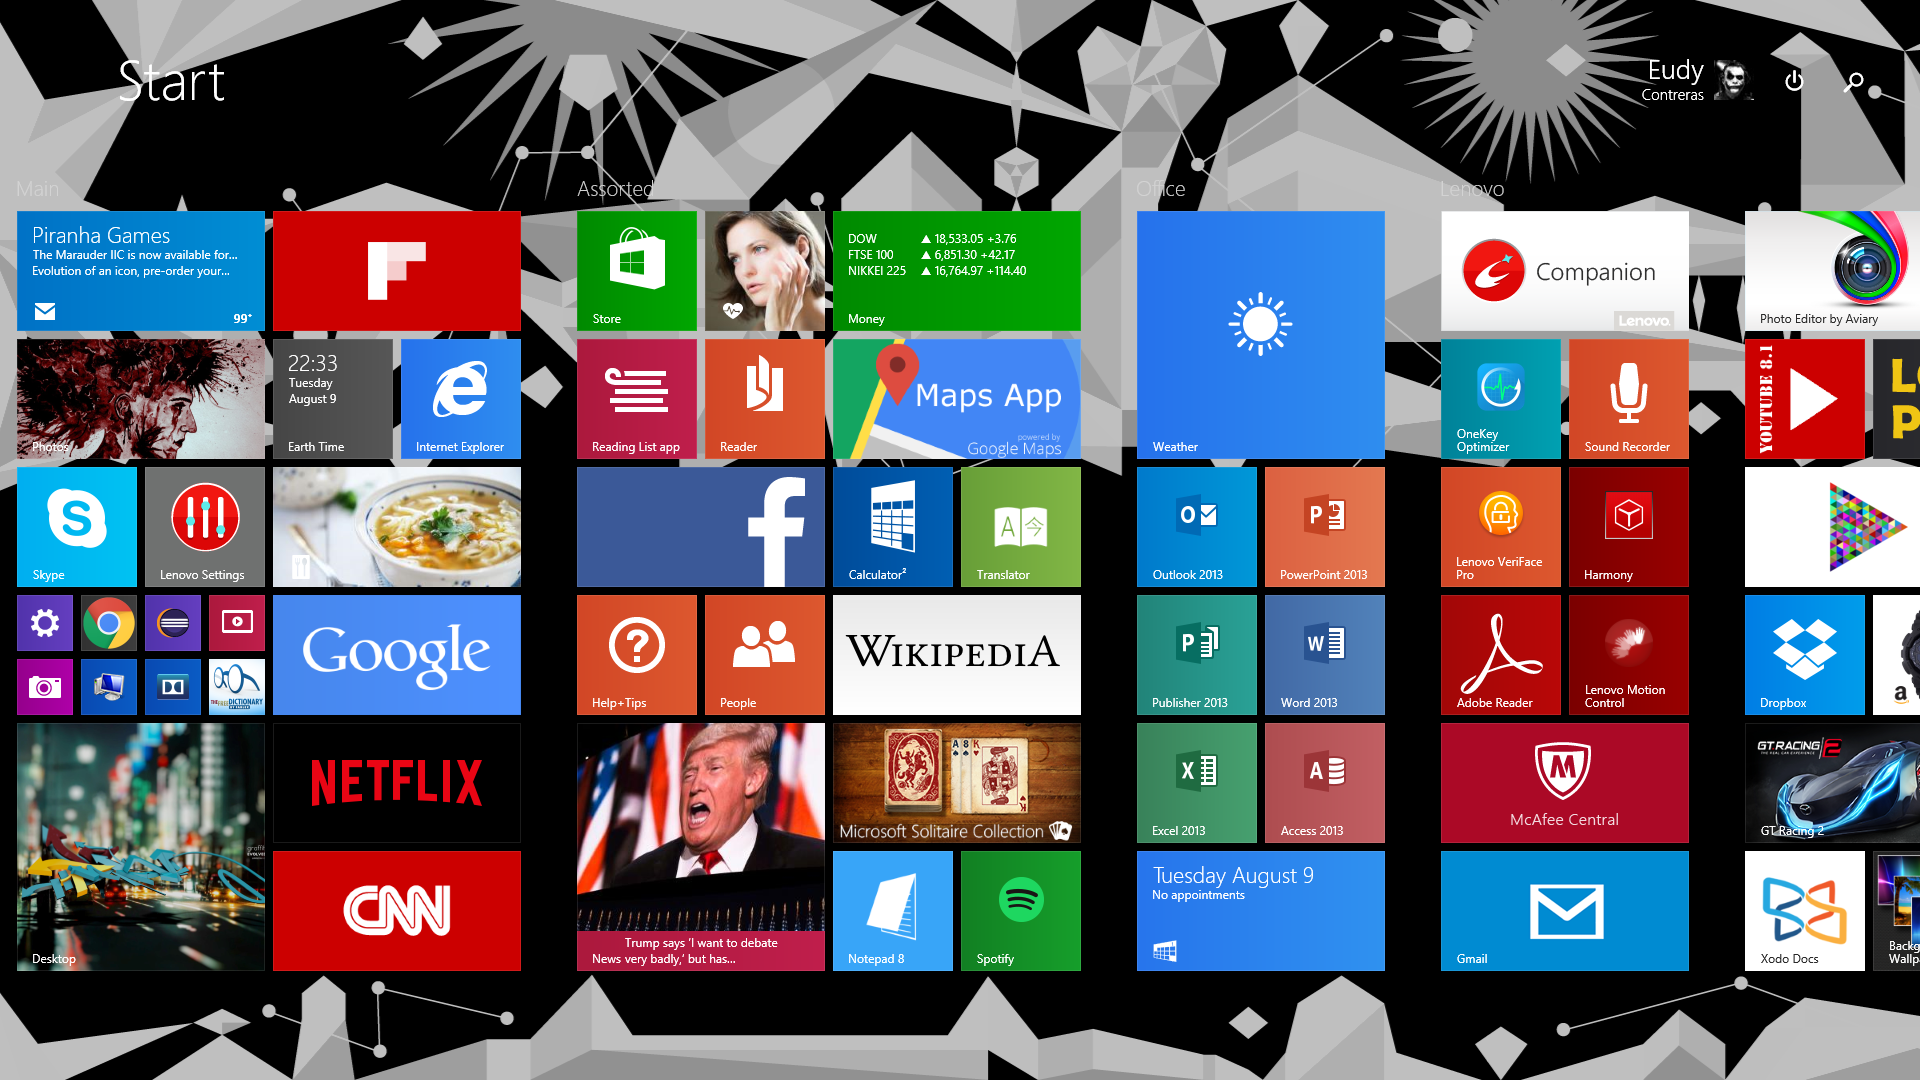 Start
Eudy
Contreras
Main
Assorted
Office
Lenovo
Piranha Games
The Marauder IIC is now available for...
Evolution of an icon, pre-order your...
99+
Photos
22:33
Tuesday
August 9
Earth Time
Internet Explorer
Skype
Lenovo Settings
Google
THE FREE DICTIONARY
Desktop
NETFLIX
CNN
Store
DOW ▲ 18,533.05 +3.76
FTSE 100 ▲ 6,851.30 +42.17
NIKKEI 225 ▲ 16,764.97 +114.40
Money
Reading List app
Reader
Maps App
powered by
Google Maps
Calculator²
Translator
Help+Tips
People
WIKIPEDIA
Trump says 'I want to debate
News very badly,' but has...
Microsoft Solitaire Collection
Notepad 8
Spotify
Weather
Outlook 2013
PowerPoint 2013
Publisher 2013
Word 2013
Excel 2013
Access 2013
Tuesday August 9
No appointments
Companion
Lenovo
OneKey
Optimizer
Sound Recorder
Lenovo VeriFace
Pro
Harmony
Adobe Reader
Lenovo Motion
Control
McAfee Central
Gmail
Photo Editor by Aviary
YOUTUBE 8.1
Dropbox
a
GT RACING 2
GT Racing 2
Xodo Docs